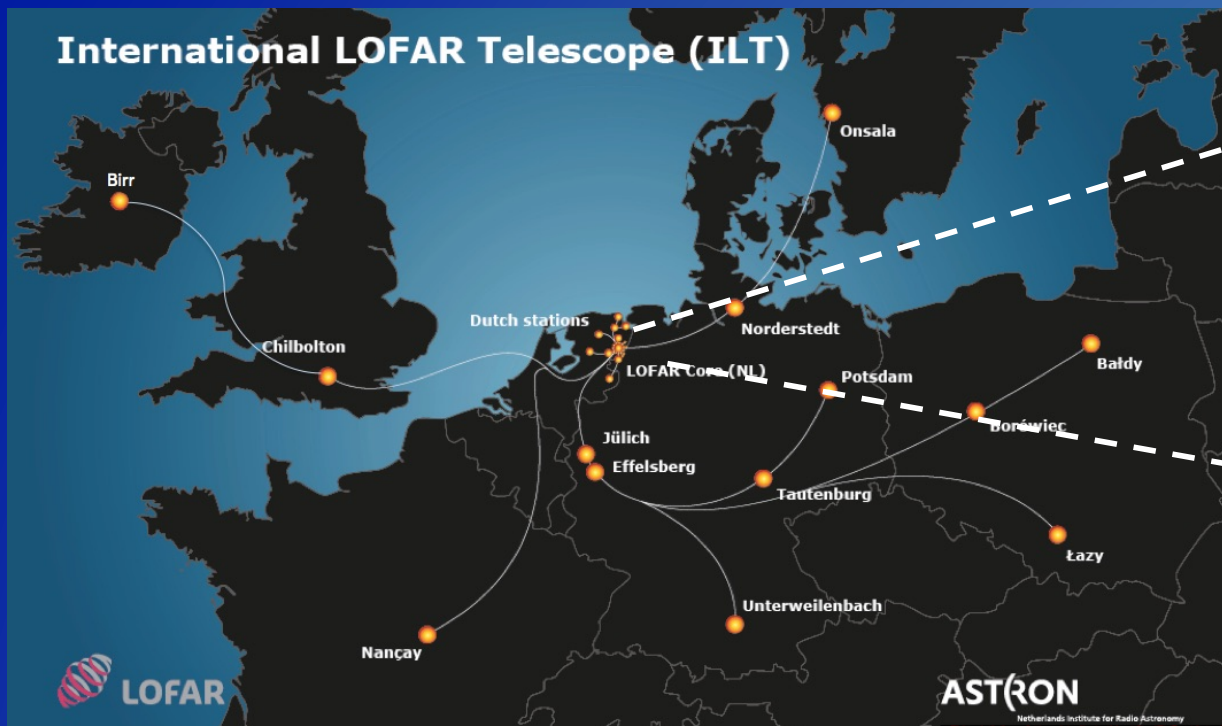 International LOFAR Telescope (ILT)
Onsala
Birr
Dutch stations
Norderstedt
Chilbolton
LOFAR Core (NL)
Potsdam
Bałdy
Borówiec
Jülich
Effelsberg
Tautenburg
Łazy
Unterweilenbach
Nançay
LOFAR
ASTRON
Netherlands Institute for Radio Astronomy